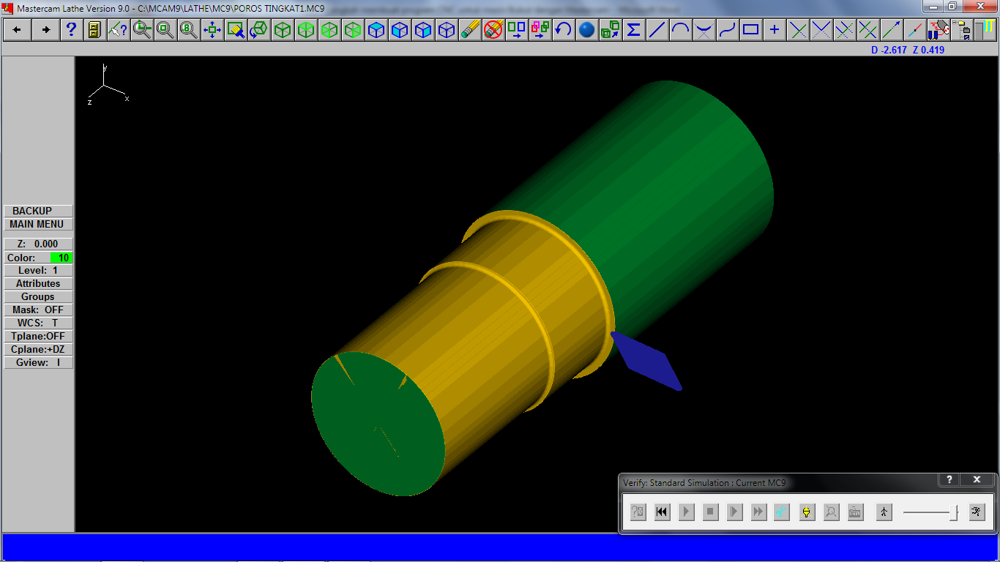 Mastercam Lathe Version 9.0 - C:\MCAM9\LATHE\MC9\POROS TINGKAT1.MC9
D -2.617 Z 0.419
y
z
x
BACKUP
MAIN MENU
Z: 0.000
Color: 10
Level: 1
Attributes
Groups
Mask: OFF
WCS: T
Tplane:OFF
Cplane:+DZ
Gview: I
Verify: Standard Simulation : Current MC9